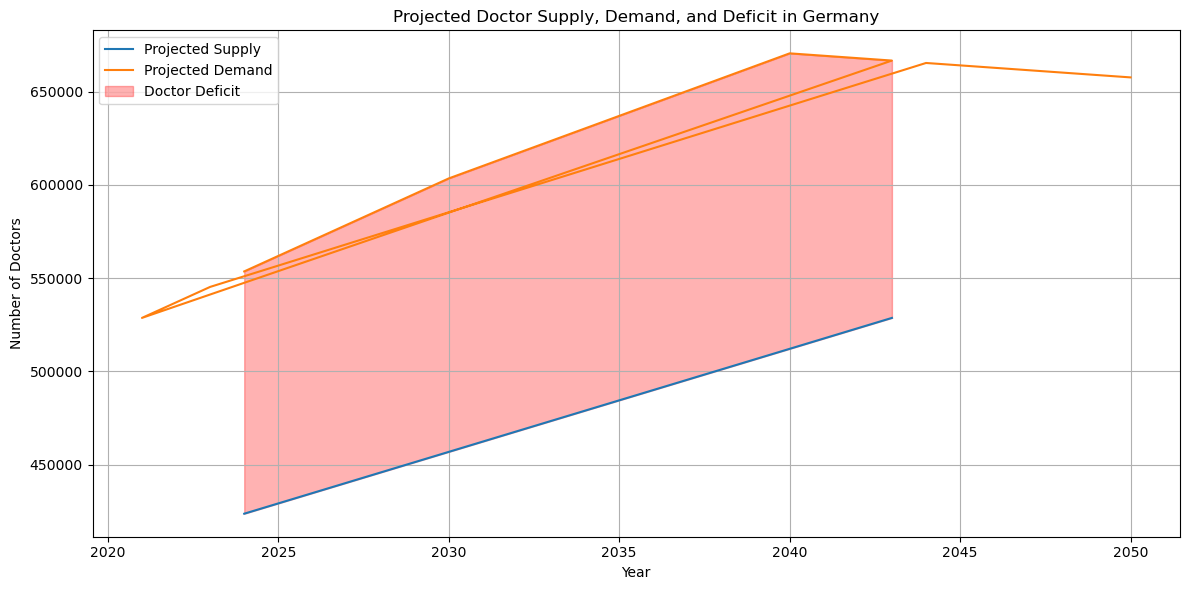 Projected Doctor Supply, Demand, and Deficit in Germany
Projected Supply
Projected Demand
Doctor Deficit
Number of Doctors
650000
600000
550000
500000
450000
2020 2025 2030 2035 2040 2045 2050
Year